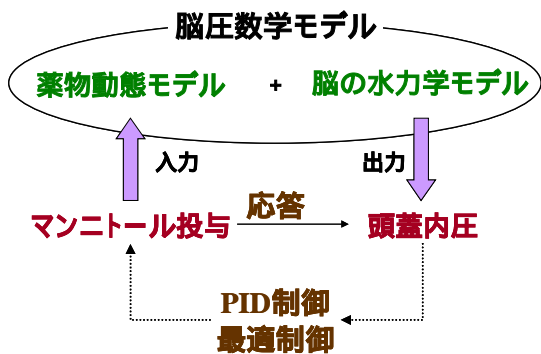 脳圧数学モデル
薬物動態モデル + 脳の水力学モデル
入力 出力
マンニトール投与 応答 頭蓋内圧
PID制御
最適制御